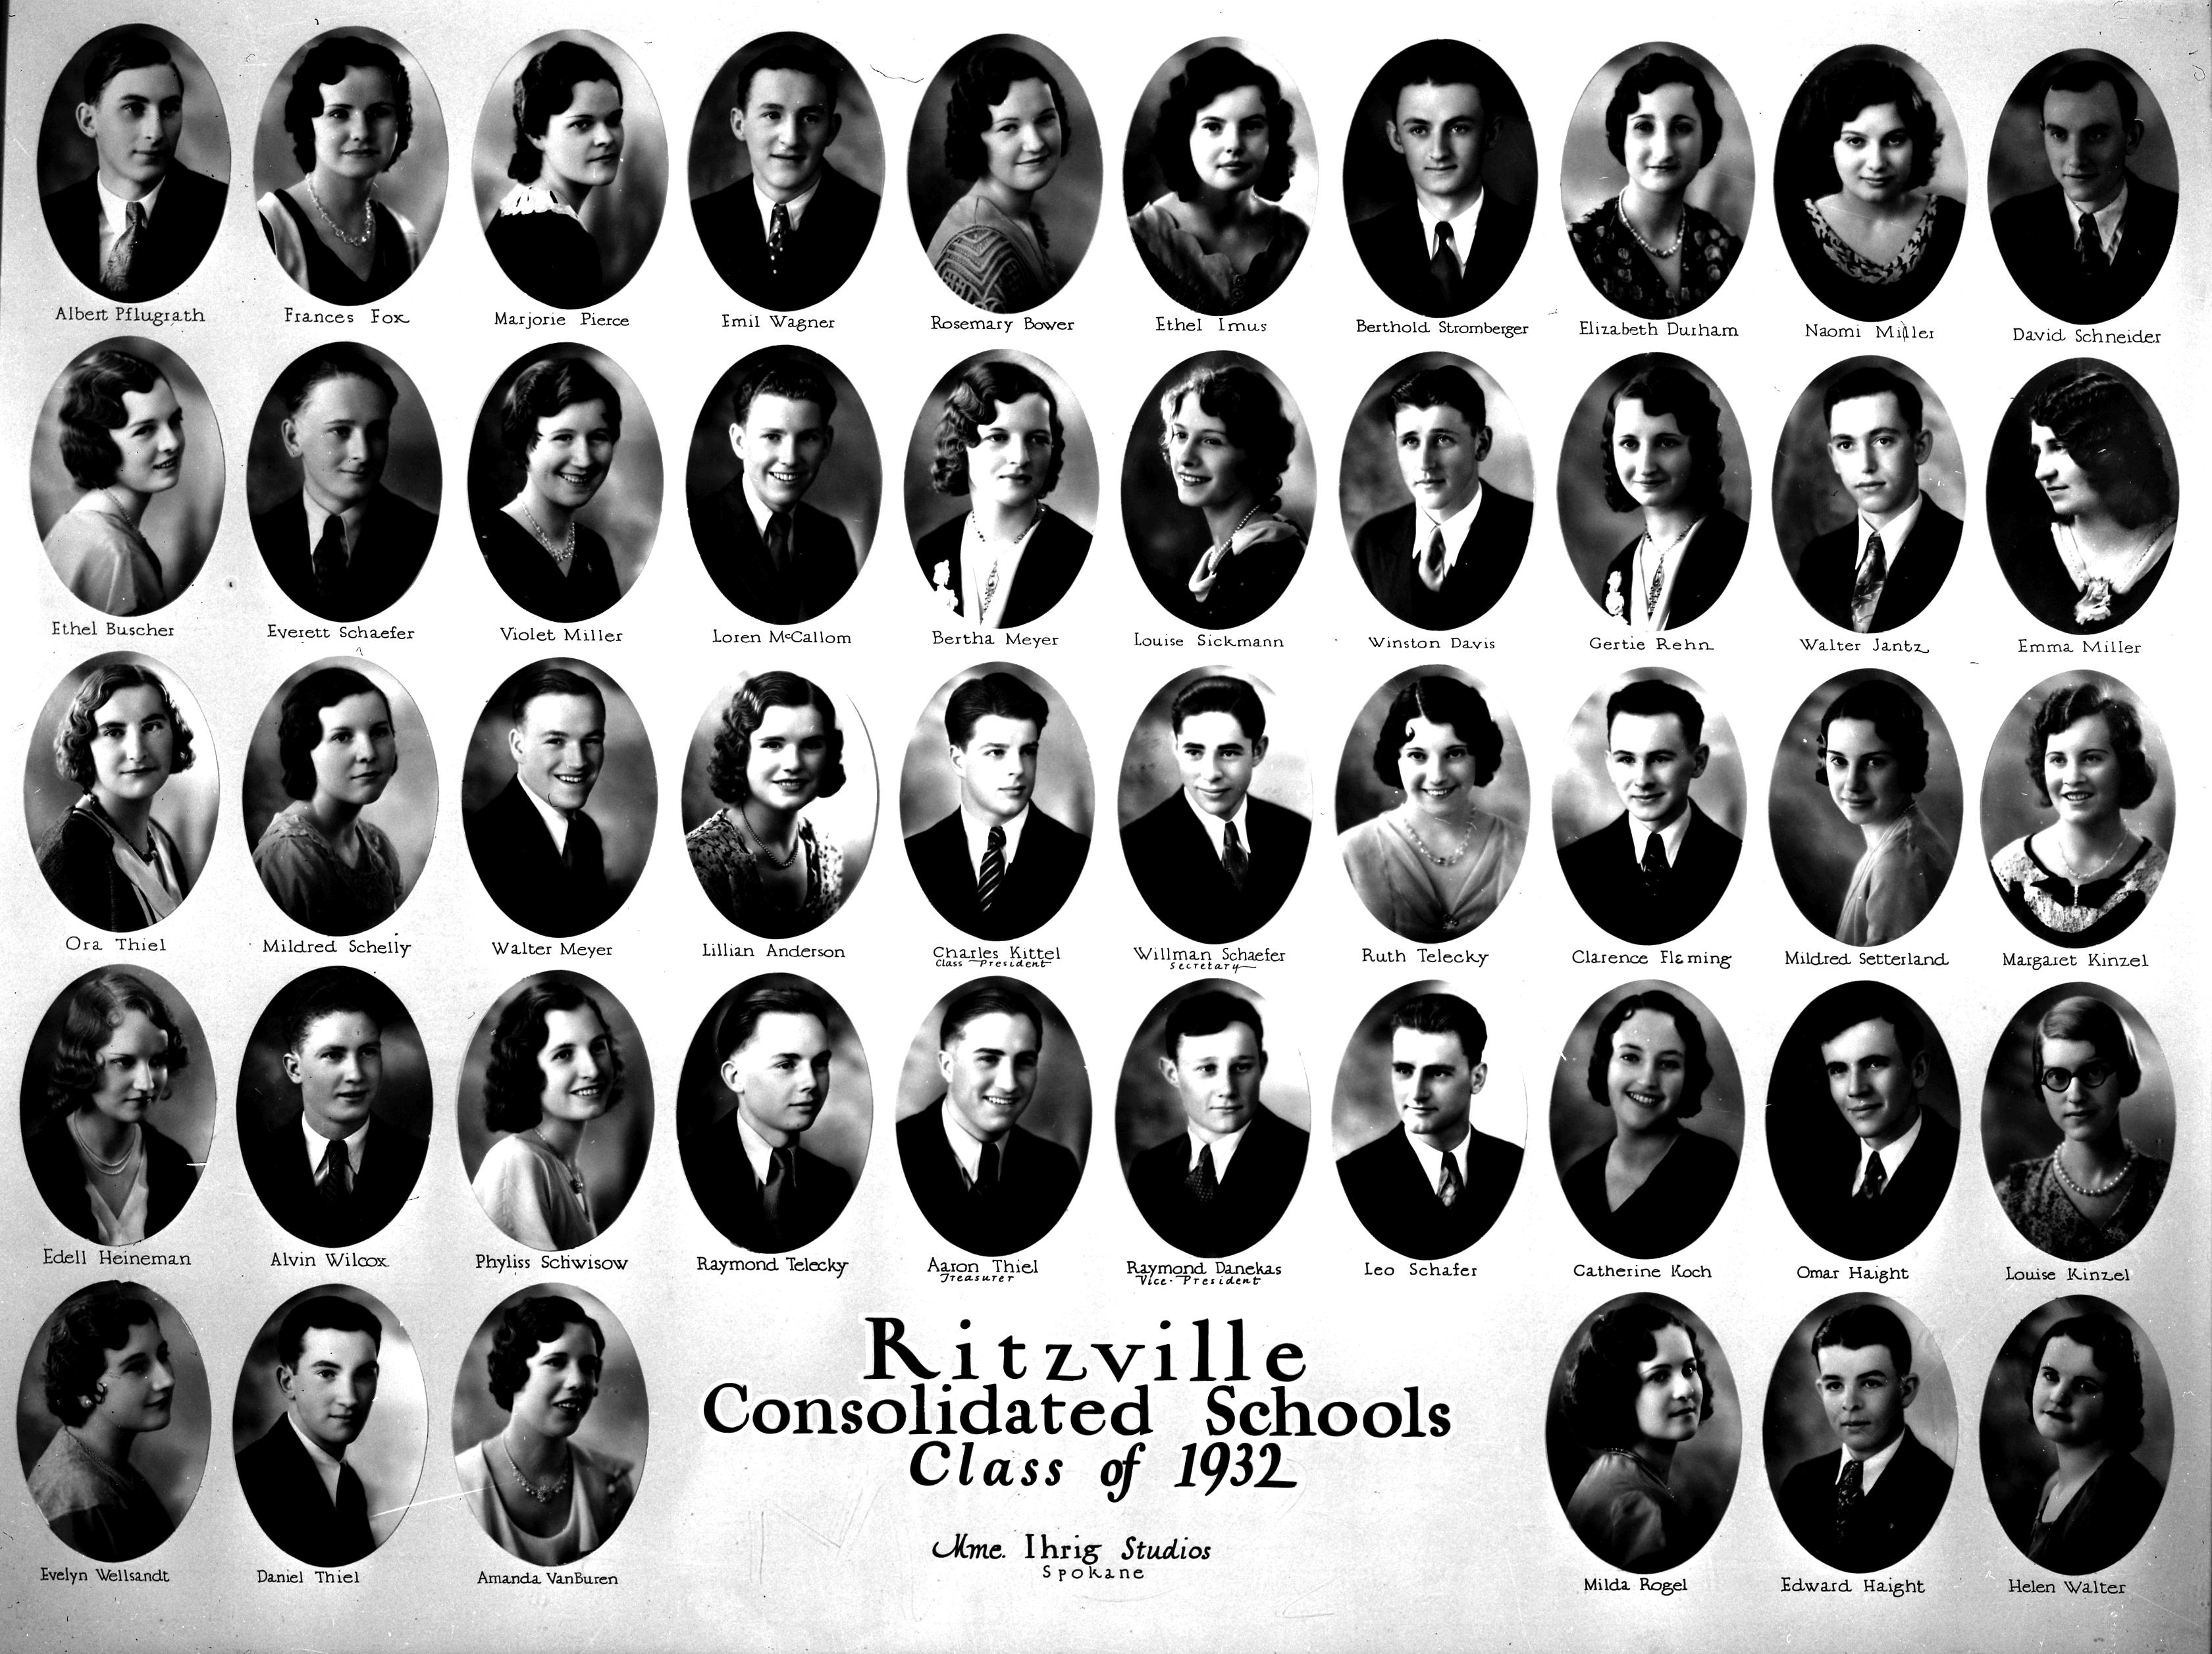 Albert Pflugrath
Frances Fox
Marjorie Pierce
Emil Wagner
Rosemary Bower
Ethel Imus
Berthold Stromberger
Elizabeth Durham
Naomi Miller
David Schneider
Ethel Buscher
Everett Schaefer
Violet Miller
Loren McCallom
Bertha Meyer
Louise Sickmann
Winston Davis
Gertie Rehn
Walter Jantz
Emma Miller
Ora Thiel
Mildred Schelly
Walter Meyer
Lillian Anderson
Charles Kittel
Class President
Willman Schaefer
Secretary
Ruth Telecky
Clarence Fleming
Mildred Setterland
Margaret Kinzel
Edell Heineman
Alvin Wilcox
Phyliss Schwisow
Raymond Telecky
Aaron Thiel
Treasurer
Raymond Danekas
Vice-President
Leo Schafer
Catherine Koch
Omar Haight
Louise Kinzel
Evelyn Wellsandt
Daniel Thiel
Amanda VanBuren
Ritzville
Consolidated Schools
Class of 1932
Mme. Ihrig Studios
Spokane
Milda Rogel
Edward Haight
Helen Walter